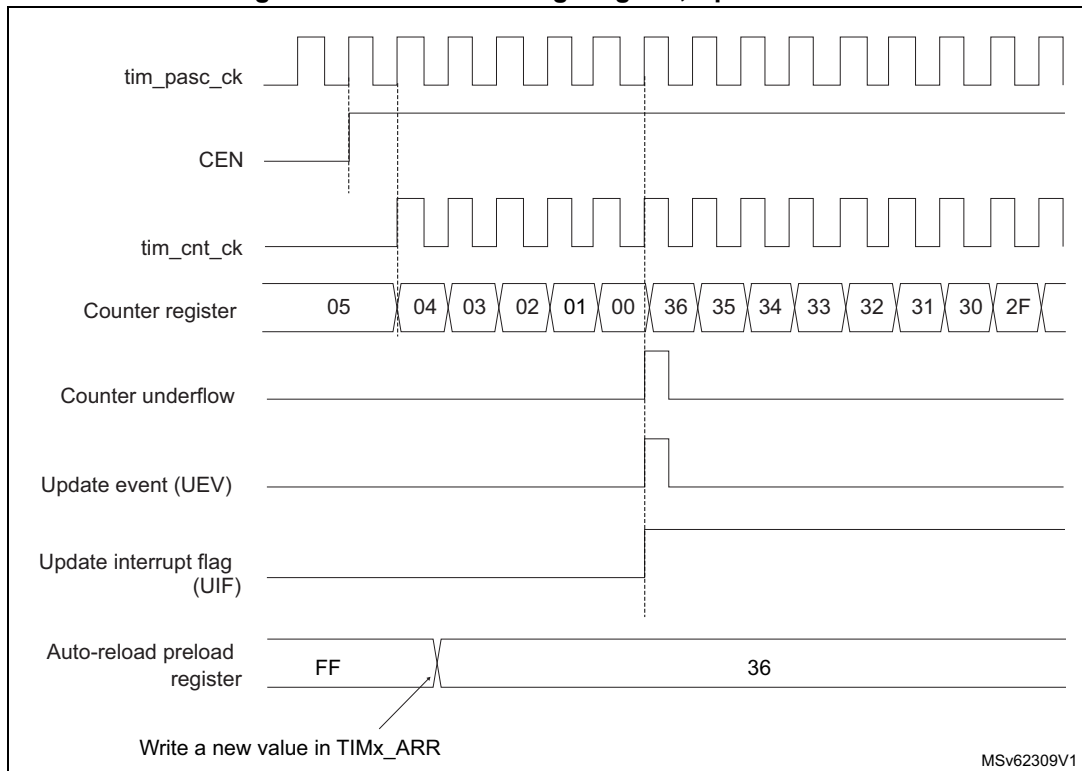 tim_pasc_ck
CEN
tim_cnt_ck
Counter register 05 04 03 02 01 00 36 35 34 33 32 31 30 2F
Counter underflow
Update event (UEV)
Update interrupt flag
(UIF)
Auto-reload preload
register
FF 36
Write a new value in TIMx_ARR
MSv62309V1